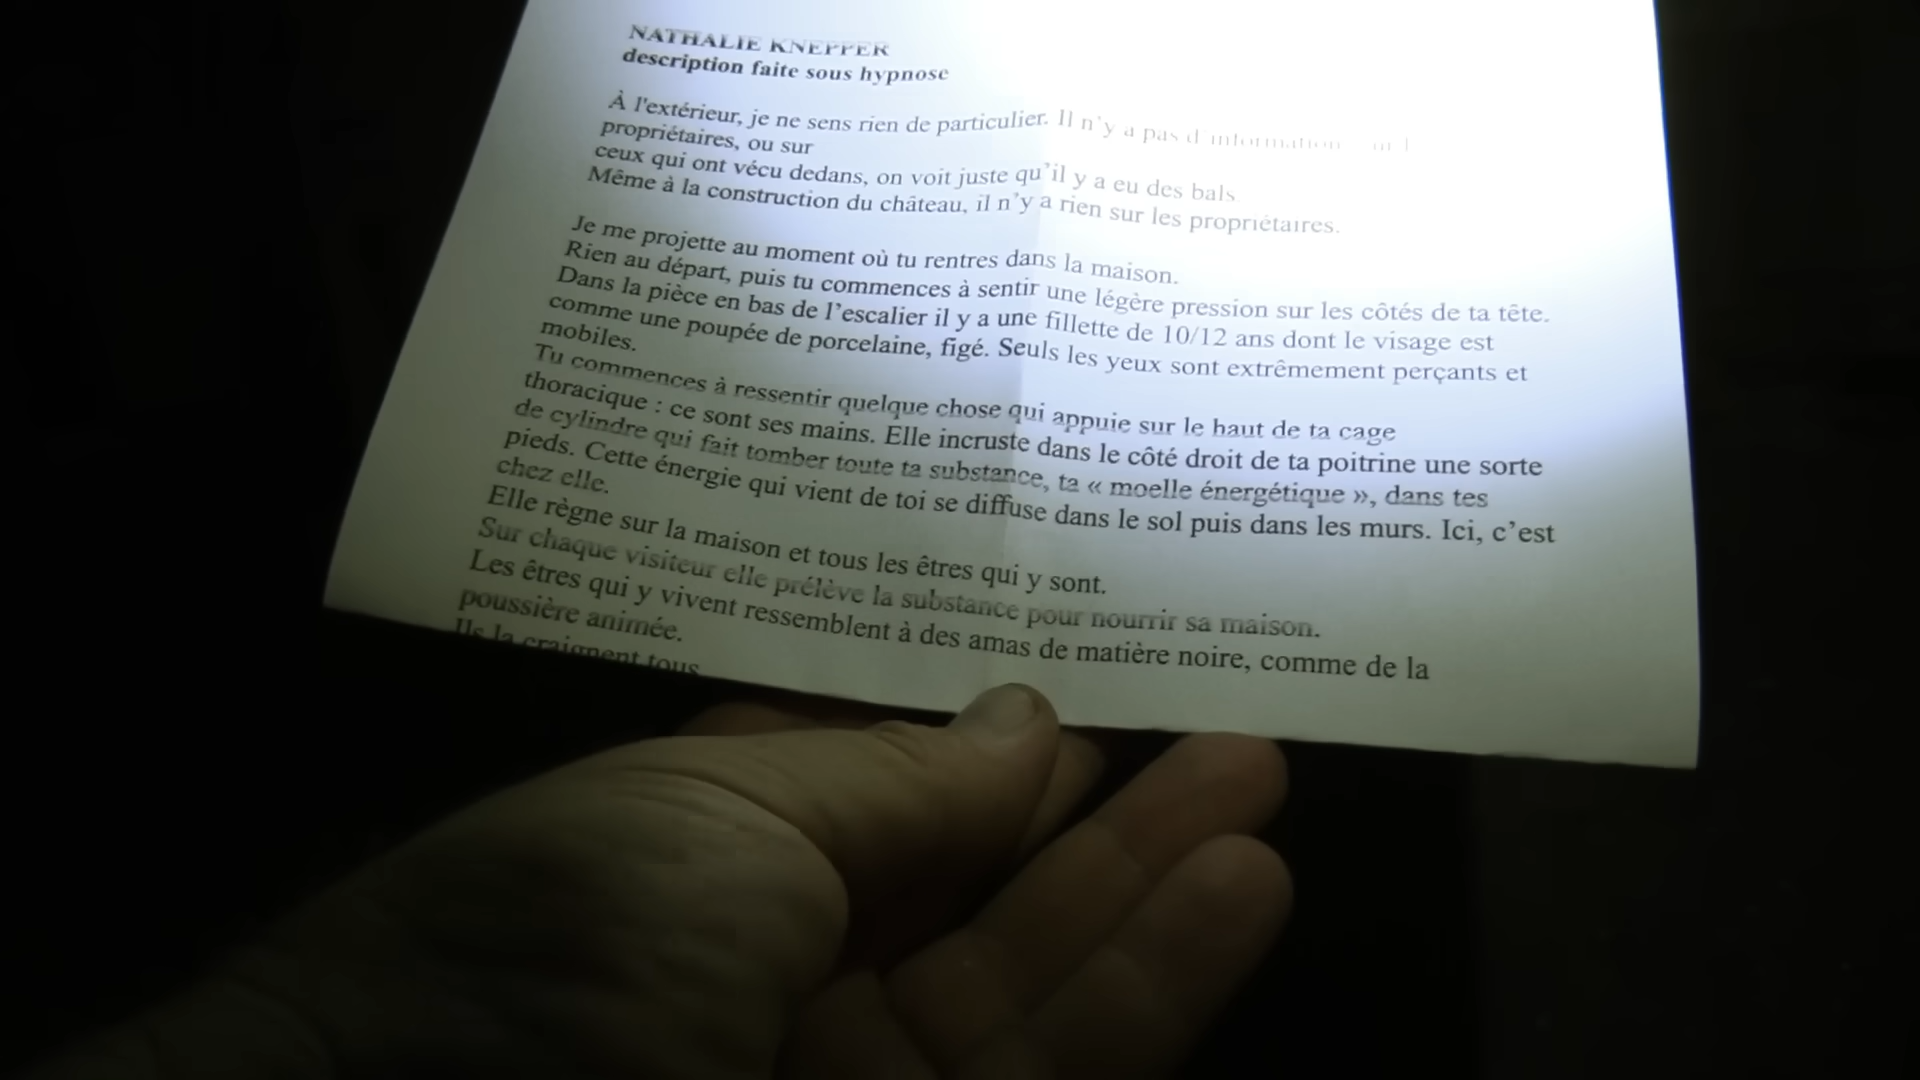 NATHALIE KNEPPER
description faite sous hypnose
À l'extérieur, je ne sens rien de particulier. Il n'y a pas d'information
propriétaires, ou sur
ceux qui ont vécu dedans, on voit juste qu'il y a eu des bals
Même à la construction du château, il n'y a rien sur les propriétaires.
Je me projette au moment où tu rentres dans la maison.
Rien au départ, puis tu commences à sentir une légère pression sur les côtés de ta tête.
Dans la pièce en bas de l'escalier il y a une fillette de 10/12 ans dont le visage est
comme une poupée de porcelaine, figé. Seuls les yeux sont extrêmement perçants et
mobiles.
Tu commences à ressentir quelque chose qui appuie sur le haut de ta cage
thoracique : ce sont ses mains. Elle incruste dans le côté droit de ta poitrine une sorte
de cylindre qui fait tomber toute ta substance, ta « moelle énergétique », dans tes
pieds. Cette énergie qui vient de toi se diffuse dans le sol puis dans les murs. Ici, c'est
chez elle.
Elle règne sur la maison et tous les êtres qui y sont.
Sur chaque visiteur elle prélève la substance pour nourrir sa maison.
Les êtres qui y vivent ressemblent à des amas de matière noire, comme de la
poussière animée.
Ils la craignent tous